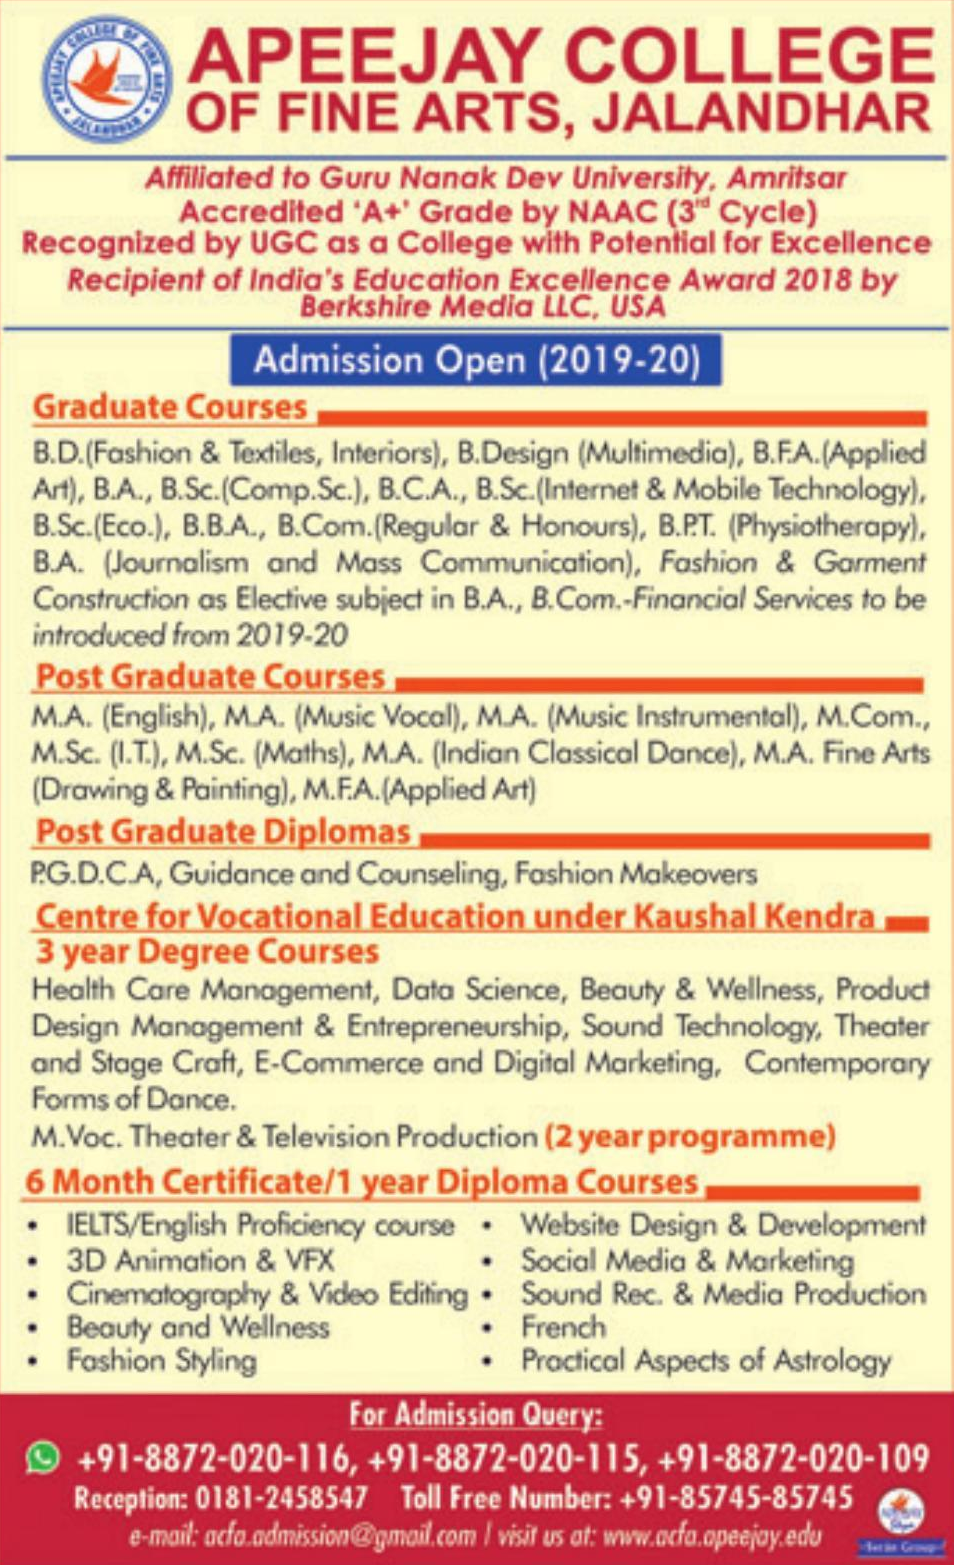 APEEJAY COLLEGE OF FINE ARTS
JALANDHAR
APEEJAY COLLEGE
OF FINE ARTS, JALANDHAR
Affiliated to Guru Nanak Dev University, Amritsar
Accredited 'A+' Grade by NAAC (3rd Cycle)
Recognized by UGC as a College with Potential for Excellence
Recipient of India's Education Excellence Award 2018 by
Berkshire Media LLC, USA
Admission Open (2019-20)
Graduate Courses
B.D.(Fashion & Textiles, Interiors), B.Design (Multimedia), B.F.A.(Applied
Art), B.A., B.Sc.(Comp.Sc.), B.C.A., B.Sc.(Internet & Mobile Technology),
B.Sc.(Eco.), B.B.A., B.Com.(Regular & Honours), B.P.T. (Physiotherapy),
B.A. (Journalism and Mass Communication), Fashion & Garment
Construction as Elective subject in B.A., B.Com.-Financial Services to be
introduced from 2019-20
Post Graduate Courses
M.A. (English), M.A. (Music Vocal), M.A. (Music Instrumental), M.Com.,
M.Sc. (I.T.), M.Sc. (Maths), M.A. (Indian Classical Dance), M.A. Fine Arts
(Drawing & Painting), M.F.A.(Applied Art)
Post Graduate Diplomas
P.G.D.C.A, Guidance and Counseling, Fashion Makeovers
Centre for Vocational Education under Kaushal Kendra
3 year Degree Courses
Health Care Management, Data Science, Beauty & Wellness, Product
Design Management & Entrepreneurship, Sound Technology, Theater
and Stage Craft, E-Commerce and Digital Marketing, Contemporary
Forms of Dance.
M.Voc. Theater & Television Production (2 year programme)
6 Month Certificate/1 year Diploma Courses
• IELTS/English Proficiency course • Website Design & Development
• 3D Animation & VFX • Social Media & Marketing
• Cinematography & Video Editing • Sound Rec. & Media Production
• Beauty and Wellness • French
• Fashion Styling • Practical Aspects of Astrology
For Admission Query:
+91-8872-020-116, +91-8872-020-115, +91-8872-020-109
Reception: 0181-2458547 Toll Free Number: +91-85745-85745
e-mail: acfa.admission@gmail.com / visit us at: www.acfa.apeejay.edu